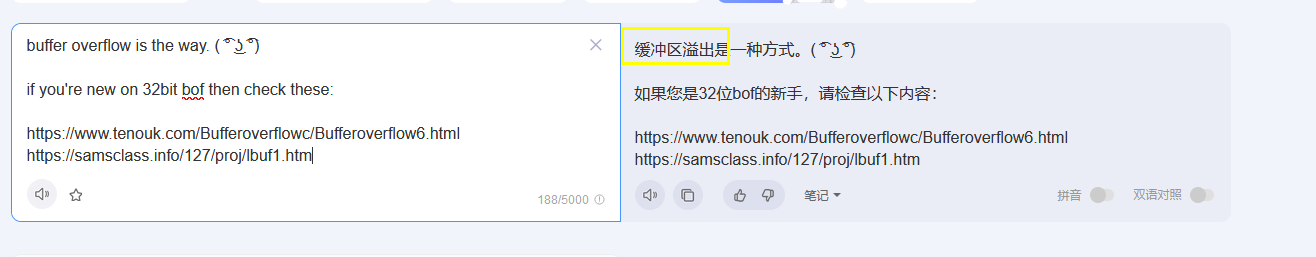 buffer overflow is the way. ( ͡° ͜ʖ ͡°)
if you're new on 32bit bof then check these:
https://www.tenouk.com/Bufferoverflowc/Bufferoverflow6.html
https://samsclass.info/127/proj/lbuf1.htm
188/5000
缓冲区溢出是一种方式。( ͡° ͜ʖ ͡°)
如果您是32位bof的新手，请检查以下内容：
https://www.tenouk.com/Bufferoverflowc/Bufferoverflow6.html
https://samsclass.info/127/proj/lbuf1.htm
笔记
拼音
双语对照